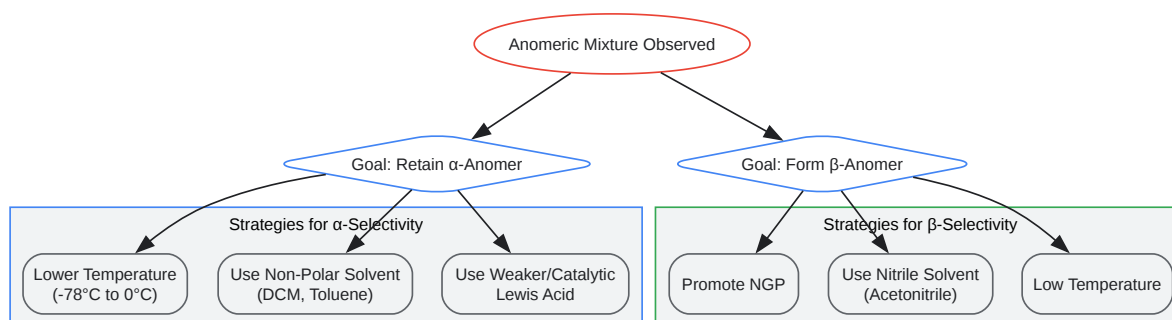 Anomeric Mixture Observed
Goal: Retain α-Anomer
Goal: Form β-Anomer
Strategies for α-Selectivity
Strategies for β-Selectivity
Lower Temperature
(-78°C to 0°C)
Use Non-Polar Solvent
(DCM, Toluene)
Use Weaker/Catalytic
Lewis Acid
Promote NGP
Use Nitrile Solvent
(Acetonitrile)
Low Temperature